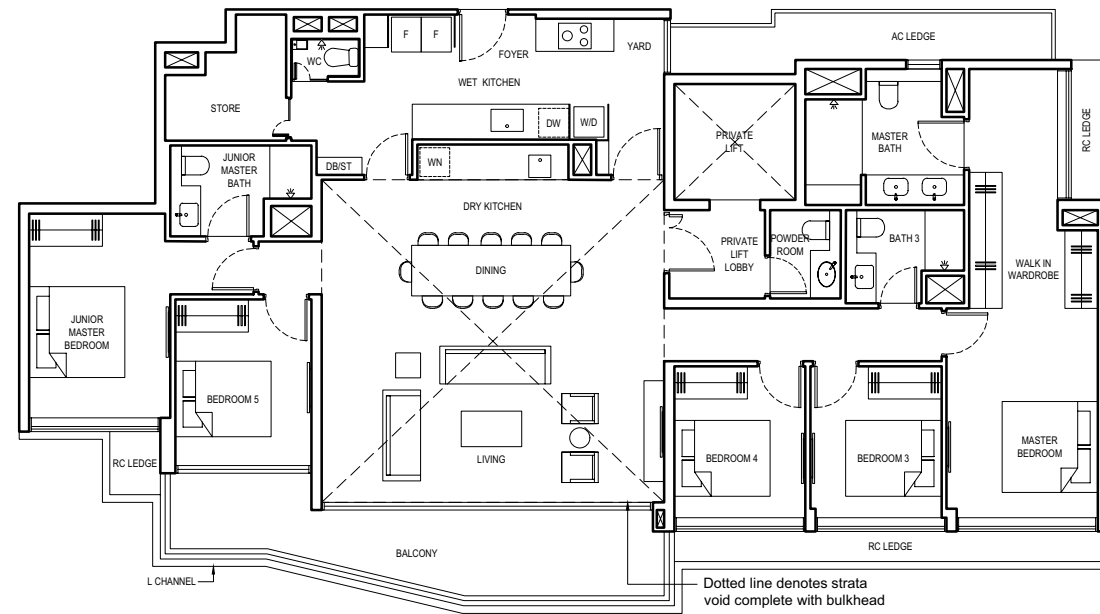 AC LEDGE
F
F
FOYER
YARD
WC
WET KITCHEN
STORE
DW
W/D
PRIVATE
LIFT
MASTER
BATH
RC LEDGE
JUNIOR
MASTER
BATH
DB/ST
WN
DRY KITCHEN
PRIVATE
LIFT
LOBBY
POWDER
ROOM
BATH 3
WALK IN
WARDROBE
DINING
JUNIOR
MASTER
BEDROOM
BEDROOM 5
LIVING
BEDROOM 4
BEDROOM 3
MASTER
BEDROOM
RC LEDGE
RC LEDGE
BALCONY
L CHANNEL
Dotted line denotes strata
void complete with bulkhead